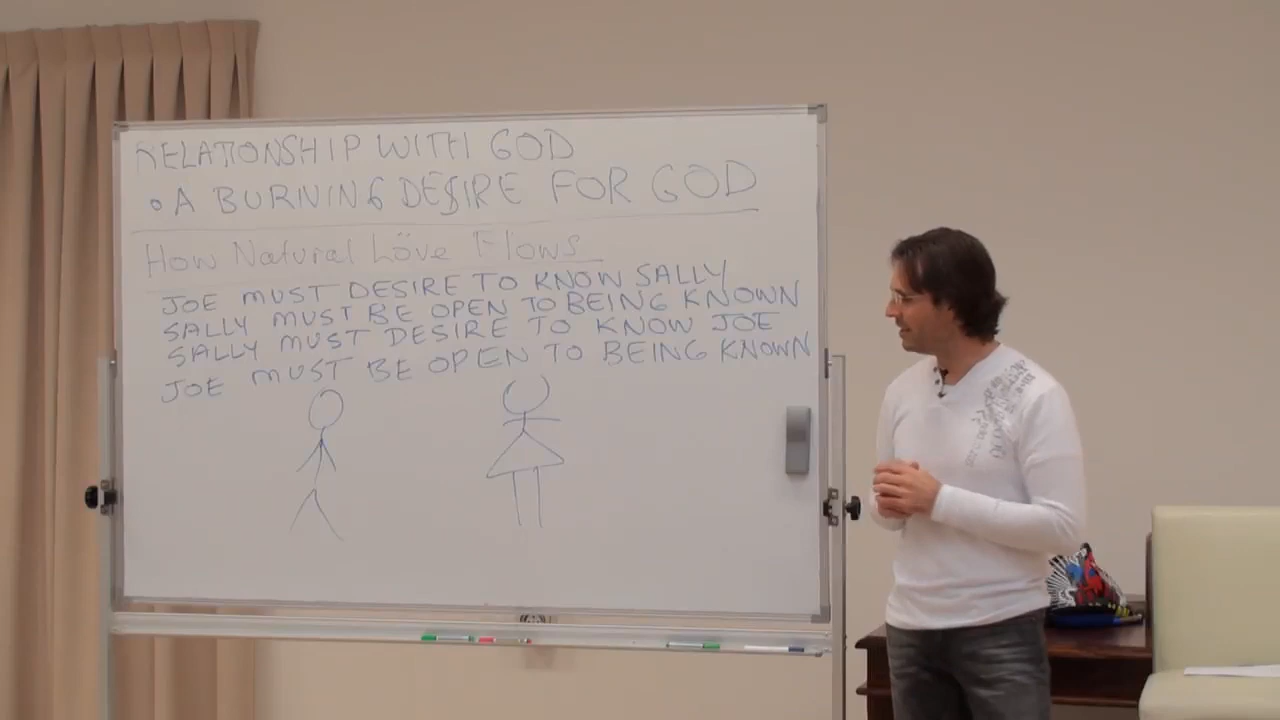 RELATIONSHIP WITH GOD
• A BURNING DESIRE FOR GOD
How Natural Love Flows
JOE MUST DESIRE TO KNOW SALLY
SALLY MUST BE OPEN TO BEING KNOWN
SALLY MUST DESIRE TO KNOW JOE
JOE MUST BE OPEN TO BEING KNOWN